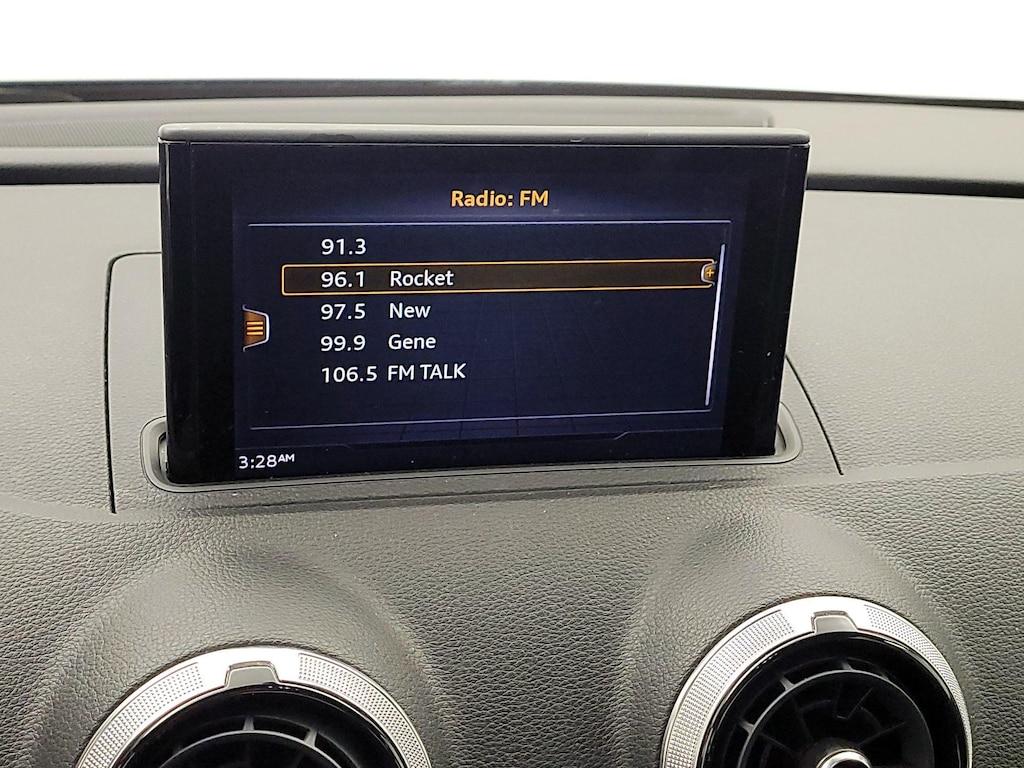 Radio: FM
91.3
96.1 Rocket
97.5 New
99.9 Gene
106.5 FM TALK
3:28AM